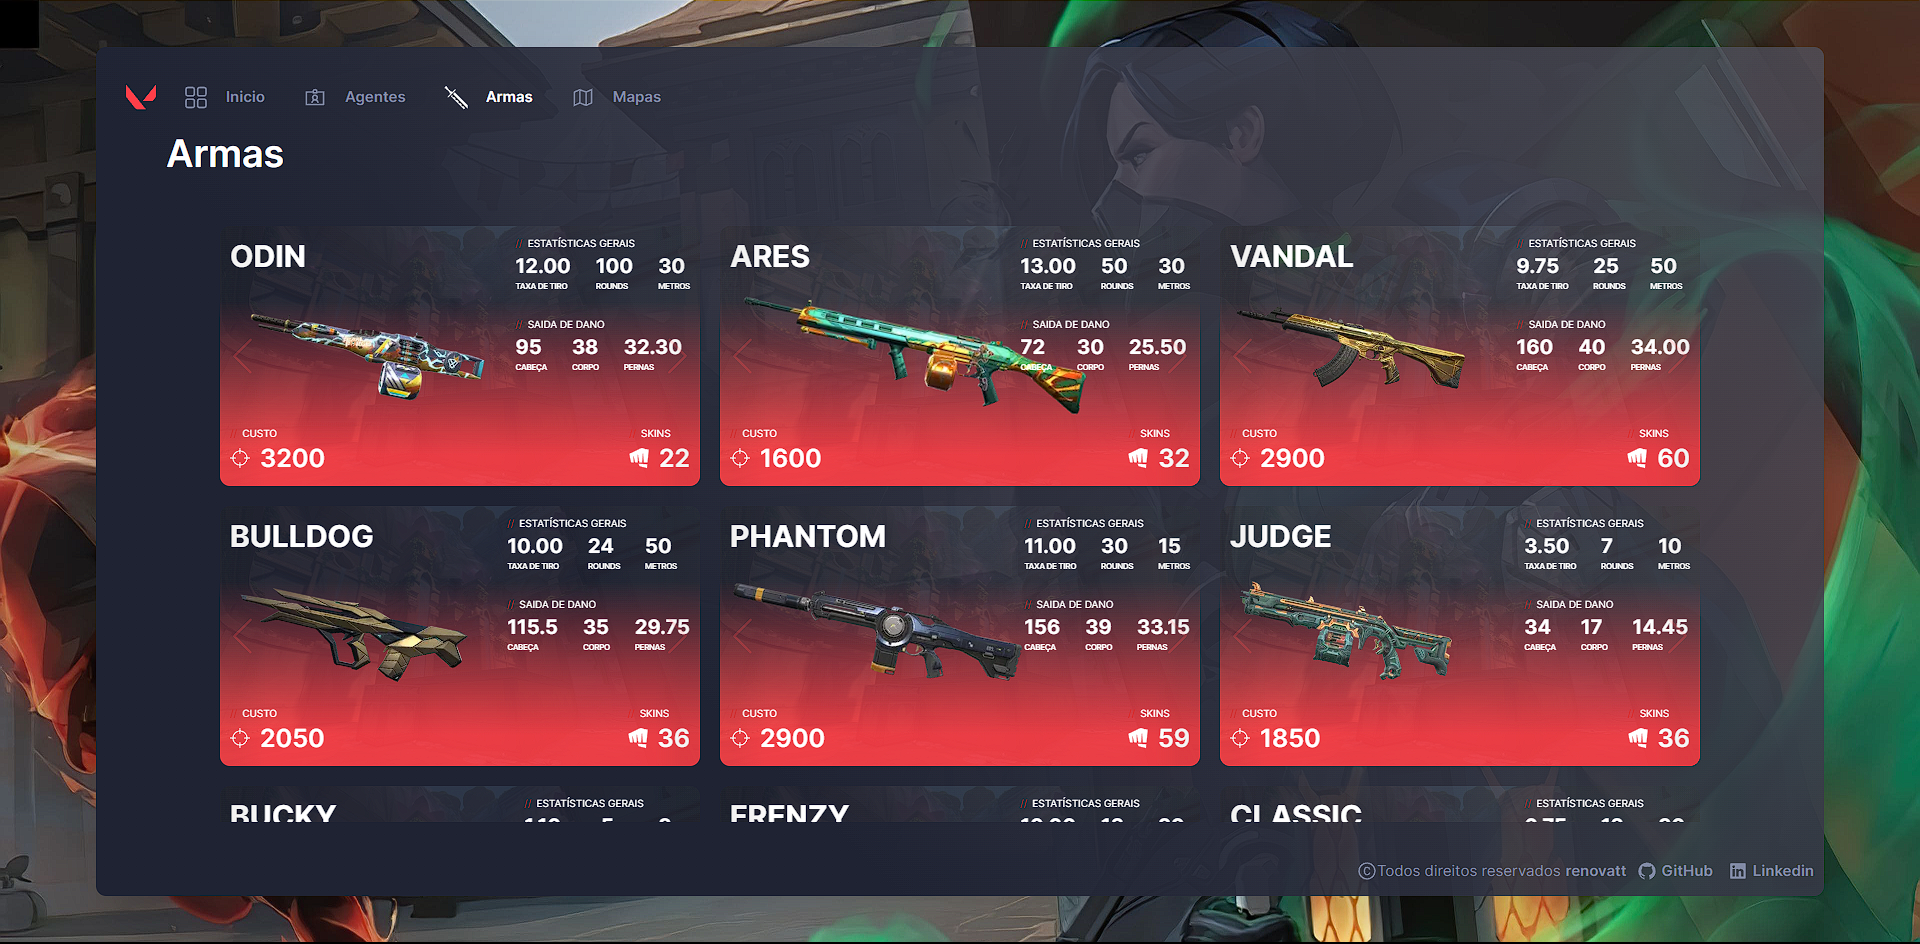 Inicio
Agentes
Armas
Mapas
Armas
ODIN
// ESTATÍSTICAS GERAIS
12.00 100 30
TAXA DE TIRO ROUNDS METROS
// SAIDA DE DANO
95 38 32.30
CABEÇA CORPO PERNAS
// CUSTO
3200
// SKINS
22
ARES
// ESTATÍSTICAS GERAIS
13.00 50 30
TAXA DE TIRO ROUNDS METROS
// SAIDA DE DANO
72 30 25.50
CABEÇA CORPO PERNAS
// CUSTO
1600
// SKINS
32
VANDAL
// ESTATÍSTICAS GERAIS
9.75 25 50
TAXA DE TIRO ROUNDS METROS
// SAIDA DE DANO
160 40 34.00
CABEÇA CORPO PERNAS
// CUSTO
2900
// SKINS
60
BULLDOG
// ESTATÍSTICAS GERAIS
10.00 24 50
TAXA DE TIRO ROUNDS METROS
// SAIDA DE DANO
115.5 35 29.75
CABEÇA CORPO PERNAS
// CUSTO
2050
// SKINS
36
PHANTOM
// ESTATÍSTICAS GERAIS
11.00 30 15
TAXA DE TIRO ROUNDS METROS
// SAIDA DE DANO
156 39 33.15
CABEÇA CORPO PERNAS
// CUSTO
2900
// SKINS
59
JUDGE
// ESTATÍSTICAS GERAIS
3.50 7 10
TAXA DE TIRO ROUNDS METROS
// SAIDA DE DANO
34 17 14.45
CABEÇA CORPO PERNAS
// CUSTO
1850
// SKINS
36
BUCKY
// ESTATÍSTICAS GERAIS
FRENZY
// ESTATÍSTICAS GERAIS
CLASSIC
// ESTATÍSTICAS GERAIS
©Todos direitos reservados renovatt GitHub Linkedin